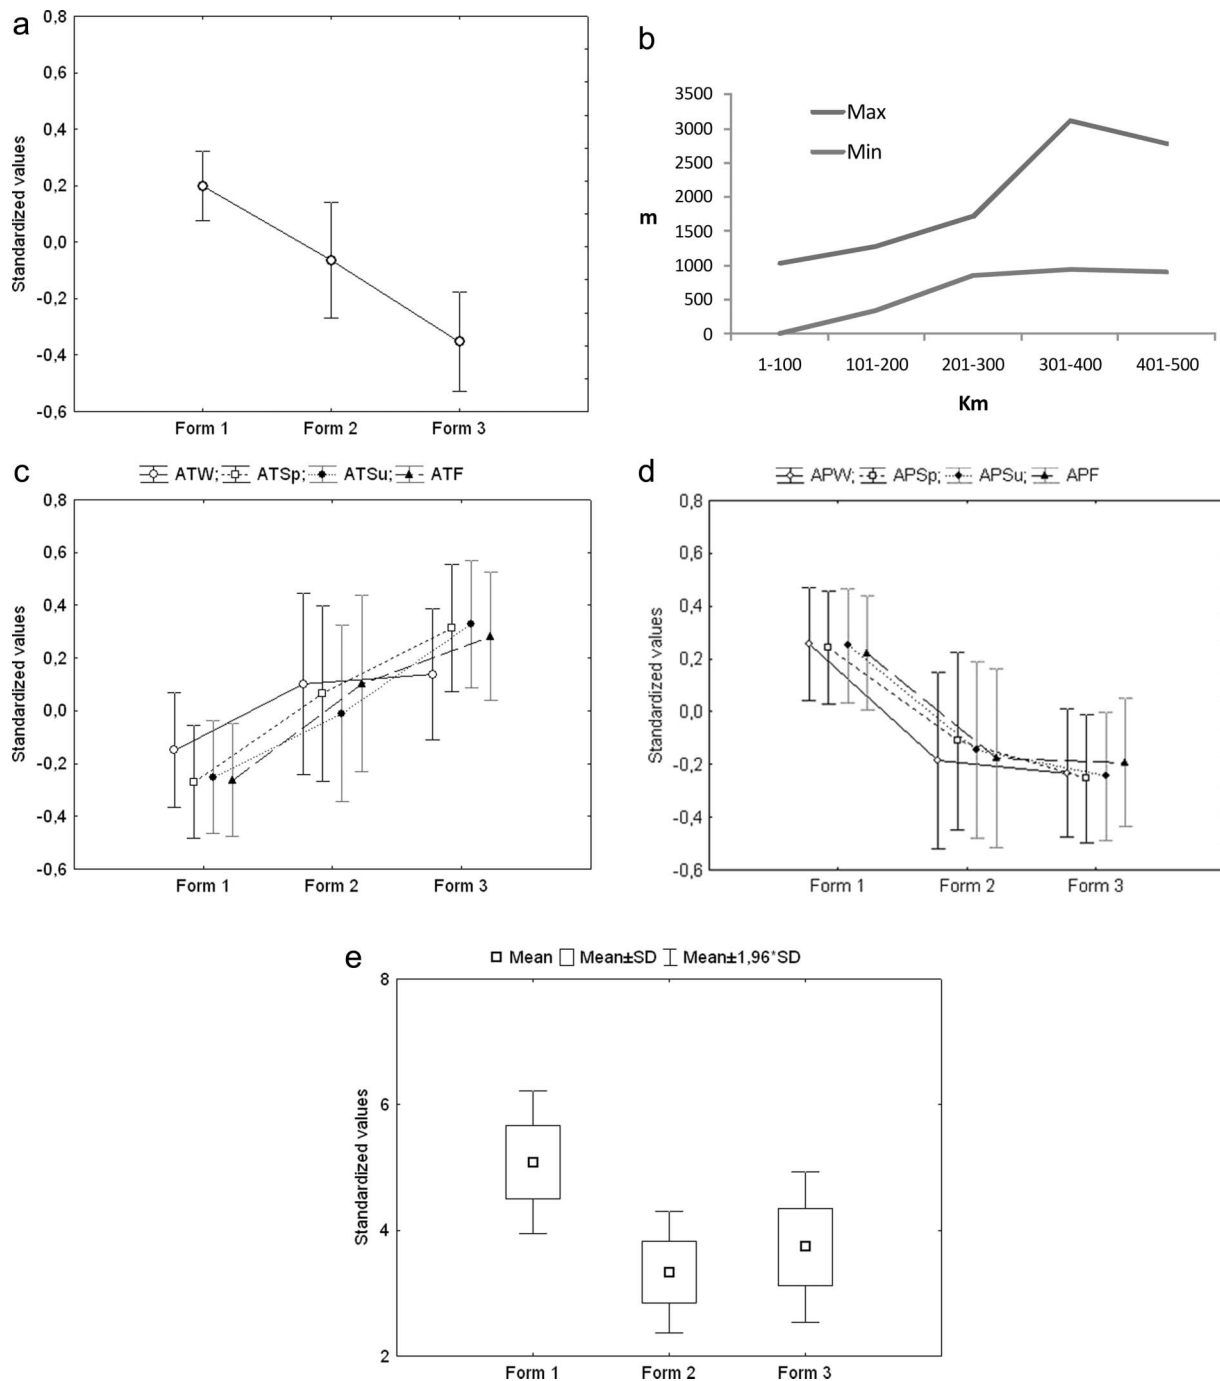 a
0,8
0,6
0,4
0,2
0,0
-0,2
-0,4
-0,6
Standardized values
Form 1 Form 2 Form 3
b
3500
3000
2500
2000
1500
1000
500
0
m
Max
Min
1-100 101-200 201-300 301-400 401-500
Km
c
ATW; ATSp; ATSu; ATF
0,8
0,6
0,4
0,2
0,0
-0,2
-0,4
-0,6
Standardized values
Form 1 Form 2 Form 3
d
APW; APSp; APSu; APF
0,8
0,6
0,4
0,2
0,0
-0,2
-0,4
-0,6
Standardized values
Form 1 Form 2 Form 3
e
Mean Mean±SD Mean±1,96*SD
8
6
4
2
Standardized values
Form 1 Form 2 Form 3